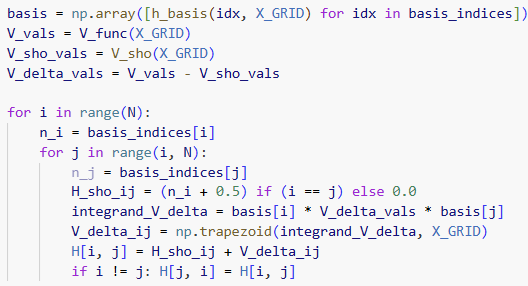 basis = np.array([h_basis(idx, X_GRID) for idx in basis_indices])
V_vals = V_func(X_GRID)
V_sho_vals = V_sho(X_GRID)
V_delta_vals = V_vals - V_sho_vals

for i in range(N):
    n_i = basis_indices[i]
    for j in range(i, N):
        n_j = basis_indices[j]
        H_sho_ij = (n_i + 0.5) if (i == j) else 0.0
        integrand_V_delta = basis[i] * V_delta_vals * basis[j]
        V_delta_ij = np.trapezoid(integrand_V_delta, X_GRID)
        H[i, j] = H_sho_ij + V_delta_ij
        if i != j: H[j, i] = H[i, j]